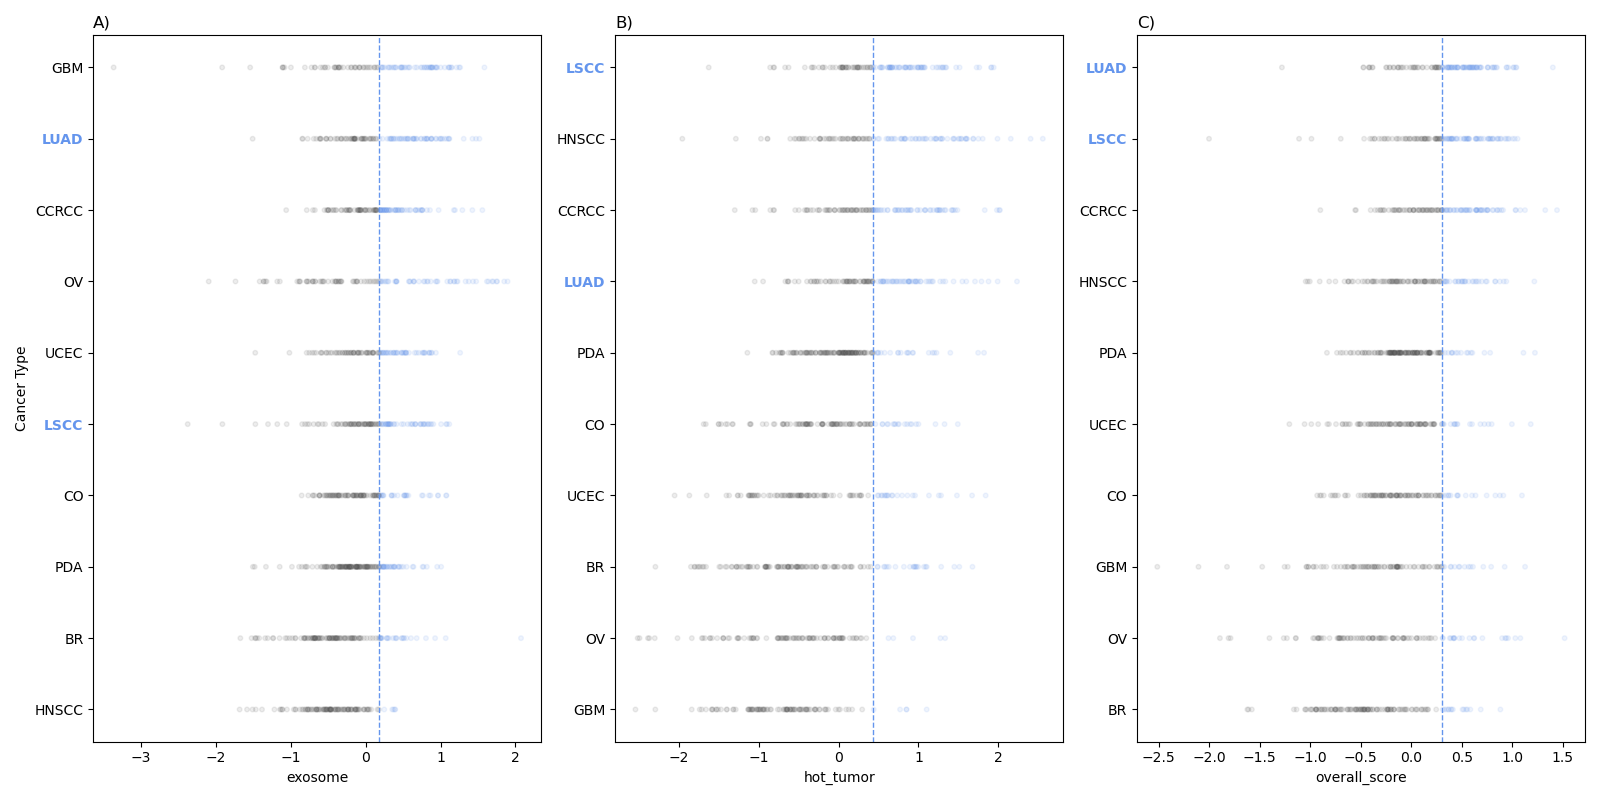 A)
GBM
LUAD
CCRCC
OV
UCEC
LSCC
CO
PDA
BR
HNSCC
Cancer Type
−3 −2 −1 0 1 2
exosome
B)
LSCC
HNSCC
CCRCC
LUAD
PDA
CO
UCEC
BR
OV
GBM
−2 −1 0 1 2
hot_tumor
C)
LUAD
LSCC
CCRCC
HNSCC
PDA
UCEC
CO
GBM
OV
BR
−2.5 −2.0 −1.5 −1.0 −0.5 0.0 0.5 1.0 1.5
overall_score